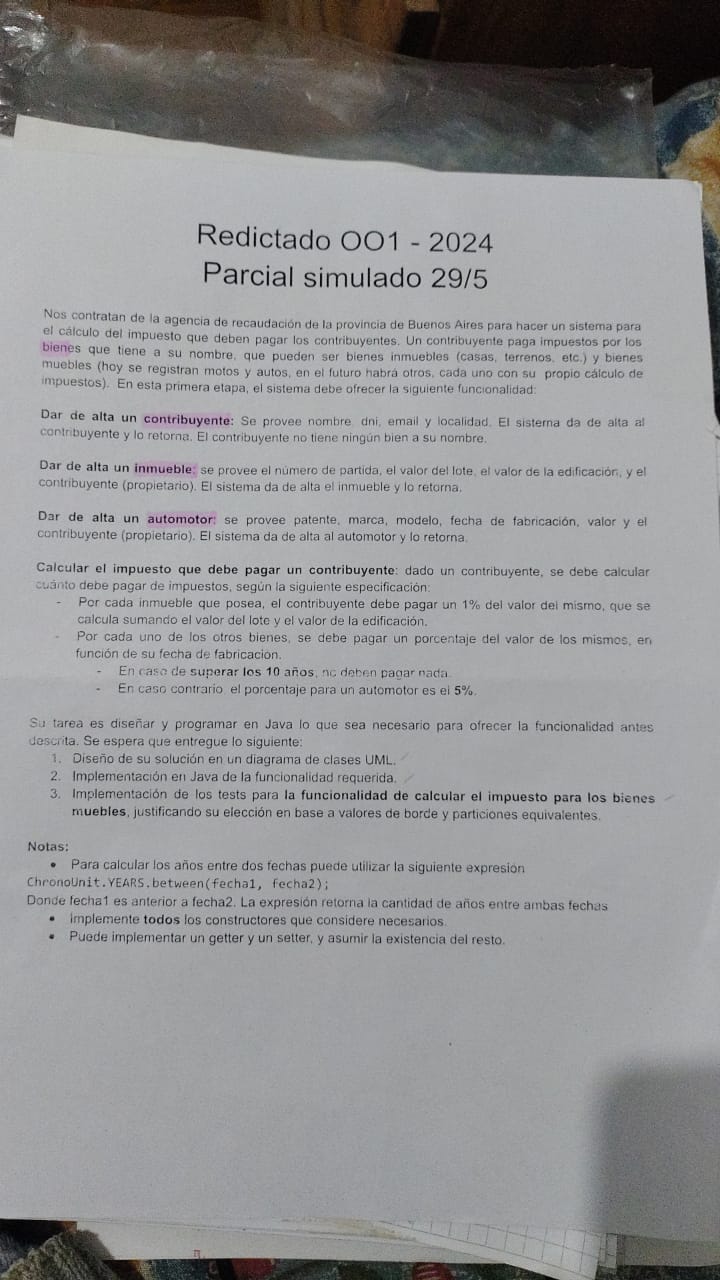 Redictado OO1 - 2024
Parcial simulado 29/5
Nos contratan de la agencia de recaudación de la provincia de Buenos Aires para hacer un sistema para
el cálculo del impuesto que deben pagar los contribuyentes. Un contribuyente paga impuestos por los
bienes que tiene a su nombre, que pueden ser bienes inmuebles (casas, terrenos, etc.) y bienes
muebles (hoy se registran motos y autos, en el futuro habrá otros, cada uno con su propio cálculo de
impuestos). En esta primera etapa, el sistema debe ofrecer la siguiente funcionalidad:
Dar de alta un contribuyente: Se provee nombre, dni, email y localidad. El sistema da de alta al
contribuyente y lo retorna. El contribuyente no tiene ningún bien a su nombre.
Dar de alta un inmueble: se provee el número de partida, el valor del lote, el valor de la edificación, y el
contribuyente (propietario). El sistema da de alta el inmueble y lo retorna.
Dar de alta un automotor: se provee patente, marca, modelo, fecha de fabricación, valor y el
contribuyente (propietario). El sistema da de alta al automotor y lo retorna.
Calcular el impuesto que debe pagar un contribuyente: dado un contribuyente, se debe calcular
cuánto debe pagar de impuestos, según la siguiente especificación:
- Por cada inmueble que posea, el contribuyente debe pagar un 1% del valor del mismo, que se
calcula sumando el valor del lote y el valor de la edificación.
- Por cada uno de los otros bienes, se debe pagar un porcentaje del valor de los mismos, en
función de su fecha de fabricacion.
- En caso de superar los 10 años, no deben pagar nada.
- En caso contrario, el porcentaje para un automotor es el 5%.
Su tarea es diseñar y programar en Java lo que sea necesario para ofrecer la funcionalidad antes
descrita. Se espera que entregue lo siguiente:
1. Diseño de su solución en un diagrama de clases UML.
2. Implementación en Java de la funcionalidad requerida.
3. Implementación de los tests para la funcionalidad de calcular el impuesto para los bienes
muebles, justificando su elección en base a valores de borde y particiones equivalentes.
Notas:
• Para calcular los años entre dos fechas puede utilizar la siguiente expresión
ChronoUnit.YEARS.between(fecha1, fecha2);
Donde fecha1 es anterior a fecha2. La expresión retorna la cantidad de años entre ambas fechas
• Implemente todos los constructores que considere necesarios.
• Puede implementar un getter y un setter, y asumir la existencia del resto.